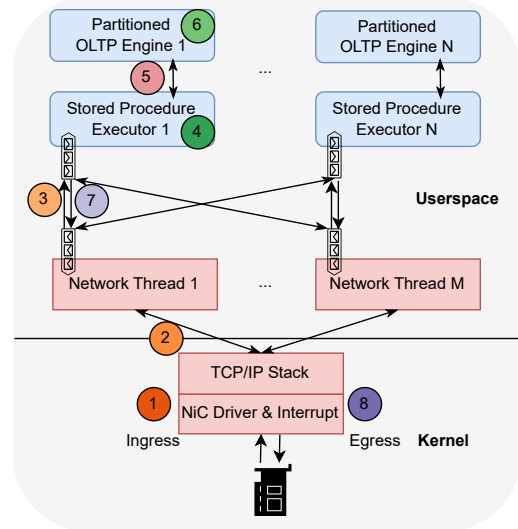 Partitioned
OLTP Engine 1
6
Partitioned
OLTP Engine N
...
5
Stored Procedure
Executor 1
4
Stored Procedure
Executor N
3
7
Userspace
Network Thread 1
...
Network Thread M
2
TCP/IP Stack
1
NiC Driver & Interrupt
8
Ingress
Egress
Kernel